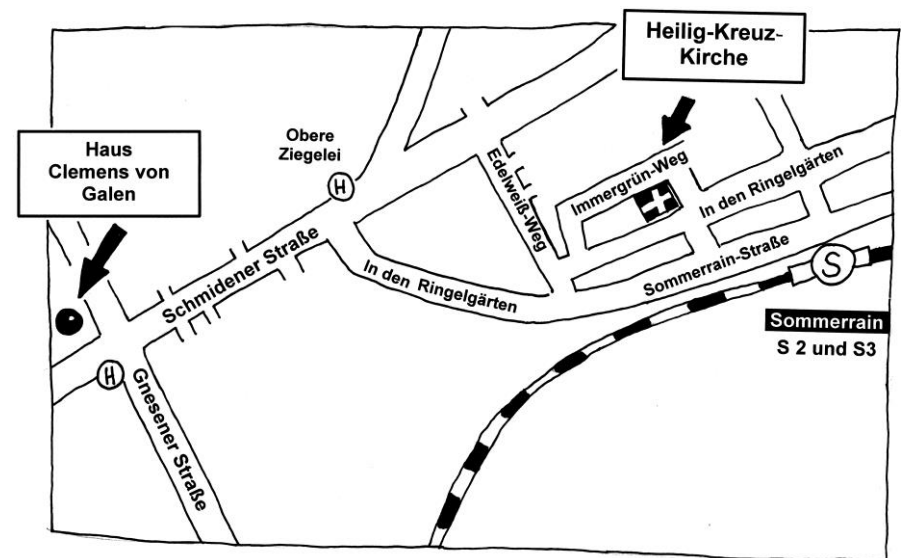 Heilig-Kreuz-
Kirche
Haus
Clemens von
Galen
Obere
Ziegelei
H
Edelweiß-Weg
Immergrün-Weg
In den Ringelgärten
Schmidener Straße
In den Ringelgärten
Sommerrain-Straße
S
Sommerrain
S 2 und S3
H
Gnesener Straße